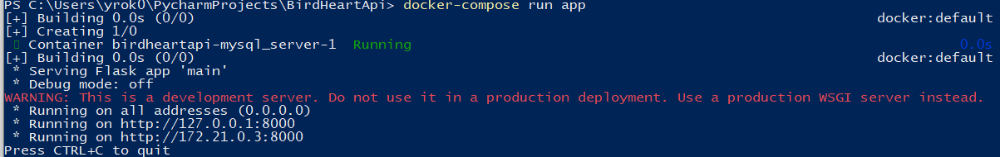 PS C:\Users\yrok0\PycharmProjects\BirdHeartApi> docker-compose run app
[+] Building 0.0s (0/0) docker:default
[+] Creating 1/0
Container birdheartapi-mysql_server-1 Running 0.0s
[+] Building 0.0s (0/0) docker:default
* Serving Flask app 'main'
* Debug mode: off
WARNING: This is a development server. Do not use it in a production deployment. Use a production WSGI server instead.
* Running on all addresses (0.0.0.0)
* Running on http://127.0.0.1:8000
* Running on http://172.21.0.3:8000
Press CTRL+C to quit